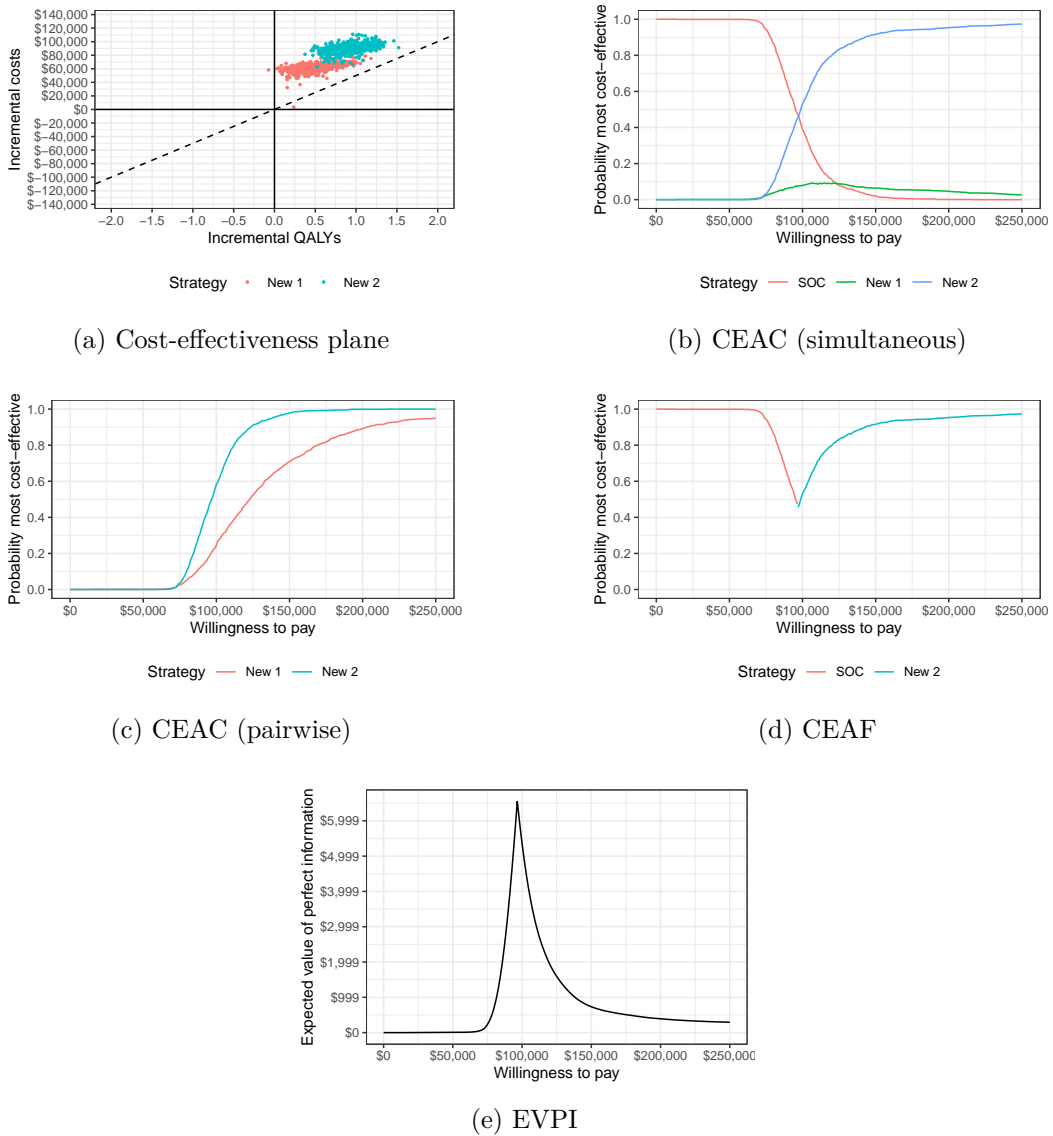 $140,000
$120,000
$100,000
$80,000
$60,000
$40,000
$20,000
$0
$−20,000
$−40,000
$−60,000
$−80,000
$−100,000
$−120,000
$−140,000
Incremental costs
−2.0 −1.5 −1.0 −0.5 0.0 0.5 1.0 1.5 2.0
Incremental QALYs
Strategy New 1 New 2
(a) Cost-effectiveness plane
1.0
0.8
0.6
0.4
0.2
0.0
Probability most cost−effective
$0 $50,000 $100,000 $150,000 $200,000 $250,000
Willingness to pay
Strategy SOC New 1 New 2
(b) CEAC (simultaneous)
1.0
0.8
0.6
0.4
0.2
0.0
Probability most cost−effective
$0 $50,000 $100,000 $150,000 $200,000 $250,000
Willingness to pay
Strategy New 1 New 2
(c) CEAC (pairwise)
1.0
0.8
0.6
0.4
0.2
0.0
Probability most cost−effective
$0 $50,000 $100,000 $150,000 $200,000 $250,000
Willingness to pay
Strategy SOC New 2
(d) CEAF
$5,999
$4,999
$3,999
$2,999
$1,999
$999
$0
Expected value of perfect information
$0 $50,000 $100,000 $150,000 $200,000 $250,000
Willingness to pay
(e) EVPI